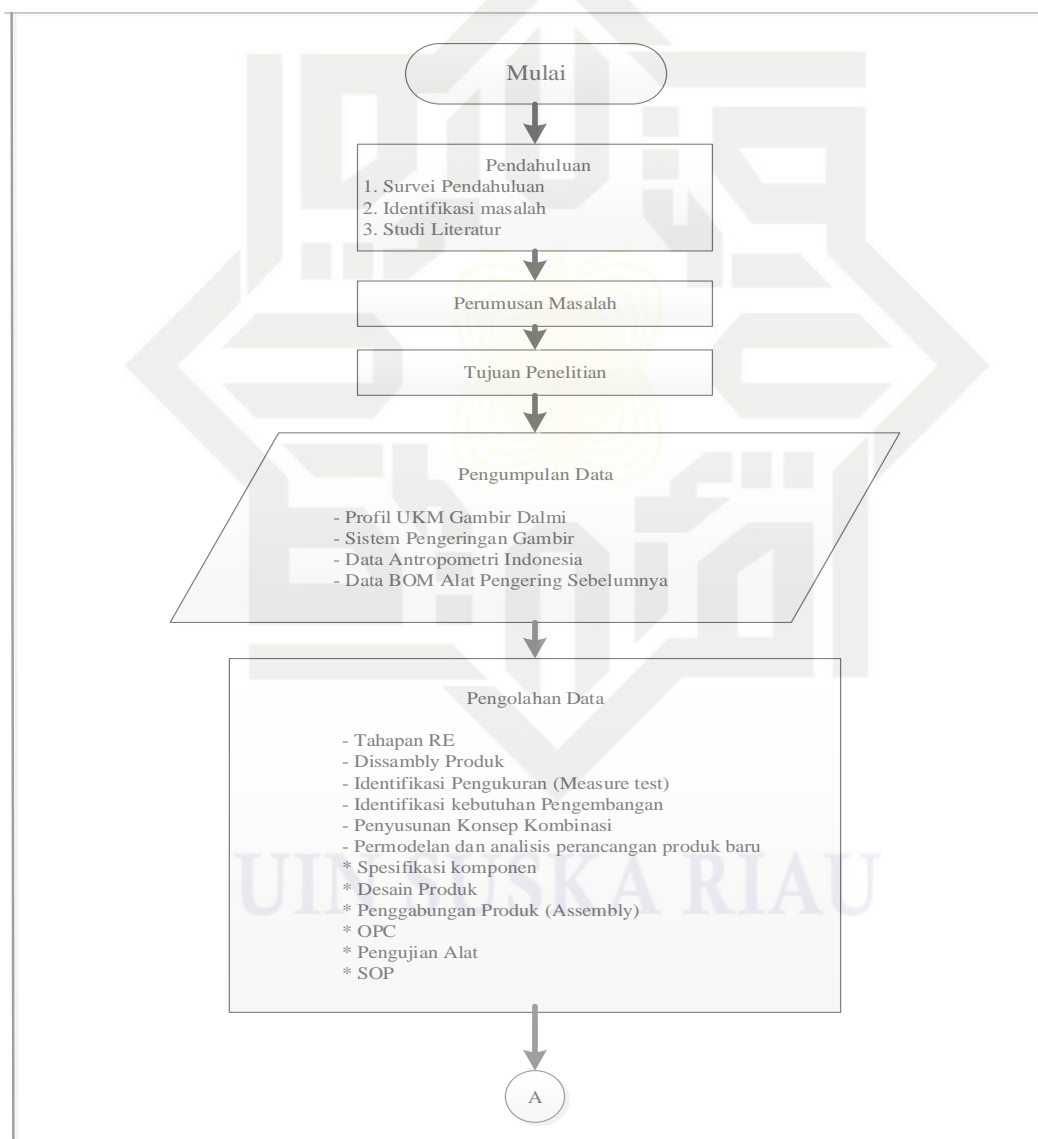 Mulai
Pendahuluan
1. Survei Pendahuluan
2. Identifikasi masalah
3. Studi Literatur
Perumusan Masalah
Tujuan Penelitian
Pengumpulan Data
- Profil UKM Gambir Dalmi
- Sistem Pengeringan Gambir
- Data Antropometri Indonesia
- Data BOM Alat Pengering Sebelumnya
Pengolahan Data
- Tahapan RE
- Dissambly Produk
- Identifikasi Pengukuran (Measure test)
- Identifikasi kebutuhan Pengembangan
- Penyusunan Konsep Kombinasi
- Permodelan dan analisis perancangan produk baru
* Spesifikasi komponen
* Desain Produk
* Penggabungan Produk (Assembly)
* OPC
* Pengujian Alat
* SOP
UIN SUSKA RIAU
A